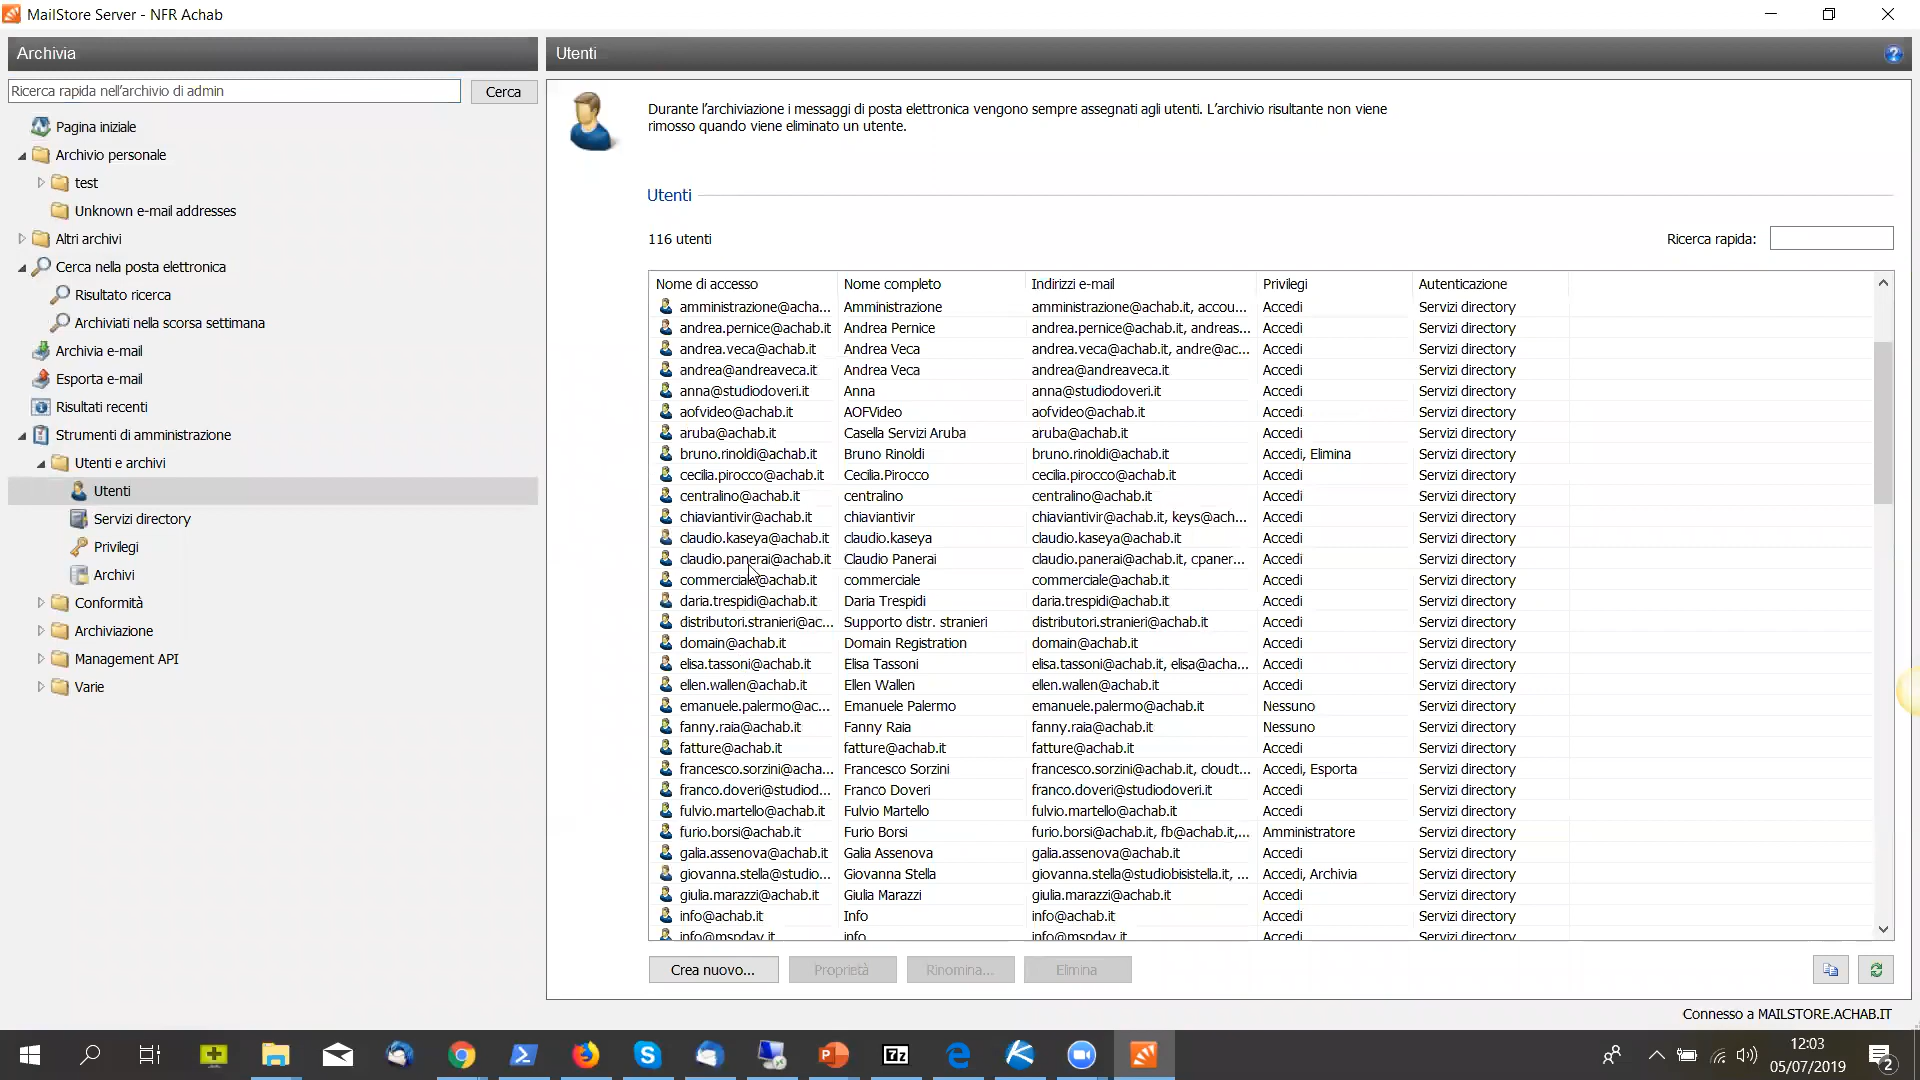 MailStore Server - NFR Achab
Archivia
Ricerca rapida nell'archivio di admin
Cerca
Pagina iniziale
Archivio personale
test
Unknown e-mail addresses
Altri archivi
Cerca nella posta elettronica
Risultato ricerca
Archiviati nella scorsa settimana
Archivia e-mail
Esporta e-mail
Risultati recenti
Strumenti di amministrazione
Utenti e archivi
Utenti
Servizi directory
Privilegi
Archivi
Conformità
Archiviazione
Management API
Varie
Utenti
Durante l'archiviazione i messaggi di posta elettronica vengono sempre assegnati agli utenti. L'archivio risultante non viene
rimosso quando viene eliminato un utente.
Utenti
116 utenti
Ricerca rapida:
Nome di accesso Nome completo Indirizzi e-mail Privilegi Autenticazione
amministrazione@acha... Amministrazione amministrazione@achab.it, accou... Accedi Servizi directory
andrea.pernice@achab.it Andrea Pernice andrea.pernice@achab.it, andreas... Accedi Servizi directory
andrea.veca@achab.it Andrea Veca andrea.veca@achab.it, andre@ac... Accedi Servizi directory
andrea@andreaveca.it Andrea Veca andrea@andreaveca.it Accedi Servizi directory
anna@studiodoveri.it Anna anna@studiodoveri.it Accedi Servizi directory
aofvideo@achab.it AOFVideo aofvideo@achab.it Accedi Servizi directory
aruba@achab.it Casella Servizi Aruba aruba@achab.it Accedi Servizi directory
bruno.rinoldi@achab.it Bruno Rinoldi bruno.rinoldi@achab.it Accedi, Elimina Servizi directory
cecilia.pirocco@achab.it Cecilia.Pirocco cecilia.pirocco@achab.it Accedi Servizi directory
centralino@achab.it centralino centralino@achab.it Accedi Servizi directory
chiaviantivir@achab.it chiaviantivir chiaviantivir@achab.it, keys@ach... Accedi Servizi directory
claudio.kaseya@achab.it claudio.kaseya claudio.kaseya@achab.it Accedi Servizi directory
claudio.panerai@achab.it Claudio Panerai claudio.panerai@achab.it, cpaner... Accedi Servizi directory
commerciale@achab.it commerciale commerciale@achab.it Accedi Servizi directory
daria.trespidi@achab.it Daria Trespidi daria.trespidi@achab.it Accedi Servizi directory
distributori.stranieri@ac... Supporto distr. stranieri distributori.stranieri@achab.it Accedi Servizi directory
domain@achab.it Domain Registration domain@achab.it Accedi Servizi directory
elisa.tassoni@achab.it Elisa Tassoni elisa.tassoni@achab.it, elisa@acha... Accedi Servizi directory
ellen.wallen@achab.it Ellen Wallen ellen.wallen@achab.it Accedi Servizi directory
emanuele.palermo@ac... Emanuele Palermo emanuele.palermo@achab.it Nessuno Servizi directory
fanny.raia@achab.it Fanny Raia fanny.raia@achab.it Nessuno Servizi directory
fatture@achab.it fatture@achab.it fatture@achab.it Accedi Servizi directory
francesco.sorzini@acha... Francesco Sorzini francesco.sorzini@achab.it, cloudt... Accedi, Esporta Servizi directory
franco.doveri@studiod... Franco Doveri franco.doveri@studiodoveri.it Accedi Servizi directory
fulvio.martello@achab.it Fulvio Martello fulvio.martello@achab.it Accedi Servizi directory
furio.borsi@achab.it Furio Borsi furio.borsi@achab.it, fb@achab.it,... Amministratore Servizi directory
galia.assenova@achab.it Galia Assenova galia.assenova@achab.it Accedi Servizi directory
giovanna.stella@studio... Giovanna Stella giovanna.stella@studiobisistella.it, ... Accedi, Archivia Servizi directory
giulia.marazzi@achab.it Giulia Marazzi giulia.marazzi@achab.it Accedi Servizi directory
info@achab.it Info info@achab.it Accedi Servizi directory
info@mspday.it info info@mspday.it Accedi Servizi directory
Crea nuovo... Proprietà Rinomina... Elimina
Connesso a MAILSTORE.ACHAB.IT
12:03
05/07/2019
2